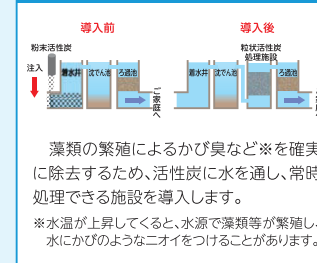 導入前
導入後
粉末活性炭
粒状活性炭
処理施設
注入
着水井
沈でん池
ろ過池
ご家庭へ
着水井
沈でん池
ろ過池
藻類の繁殖によるかび臭など※を確実
に除去するため、活性炭に水を通し、常時
処理できる施設を導入します。
※水温が上昇してくると、水源で藻類等が繁殖し、
水にかびのようなニオイをつけることがあります。